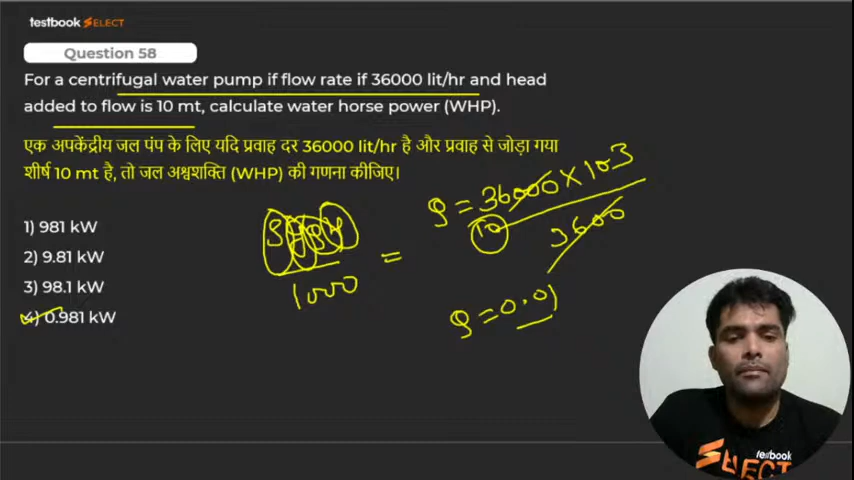 testbook SELECT
Question 58
For a centrifugal water pump if flow rate if 36000 lit/hr and head
added to flow is 10 mt, calculate water horse power (WHP).
एक अपकेंद्रीय जल पंप के लिए यदि प्रवाह दर 36000 lit/hr है और प्रवाह से जोड़ा गया
शीर्ष 10 mt है, तो जल अश्वशक्ति (WHP) की गणना कीजिए।
1) 981 kW
2) 9.81 kW
3) 98.1 kW
4) 0.981 kW
1000 =
= 36000 × 10
3600
= 0.01
testbook
SELECT